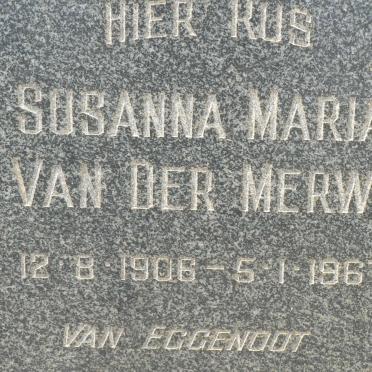 HIER RUS
SUSANNA MARIA
VAN DER MERW
12·8·1906–5·1·196
VAN EGGENOOT